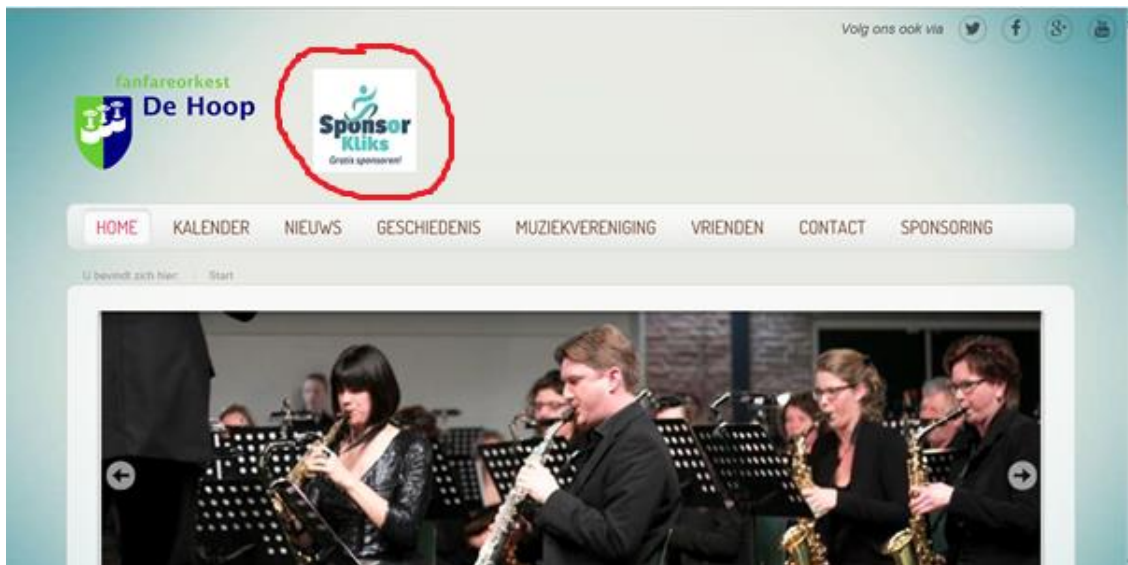 Volg ons ook via
fanfareorkest
De Hoop
Sponsor
Kliks
Gratis sponsoren!
HOME KALENDER NIEUWS GESCHIEDENIS MUZIEKVERENIGING VRIENDEN CONTACT SPONSORING
U bevindt zich hier: Start